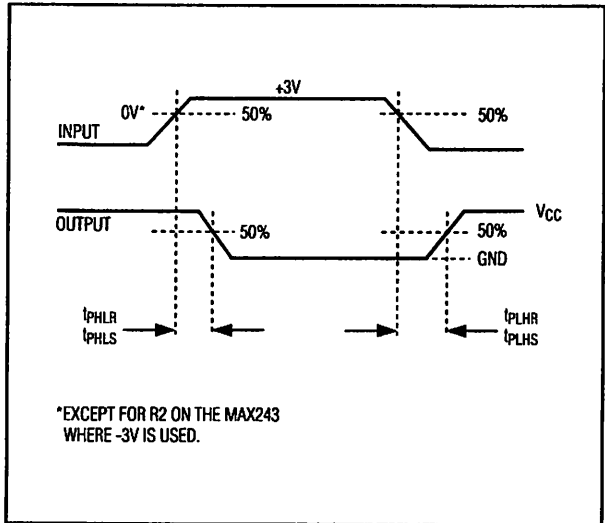 +3V
0V* 50% 50%
INPUT
OUTPUT VCC
50% 50%
GND
tPHLR tPLHR
tPHLS tPLHS
*EXCEPT FOR R2 ON THE MAX243
WHERE -3V IS USED.